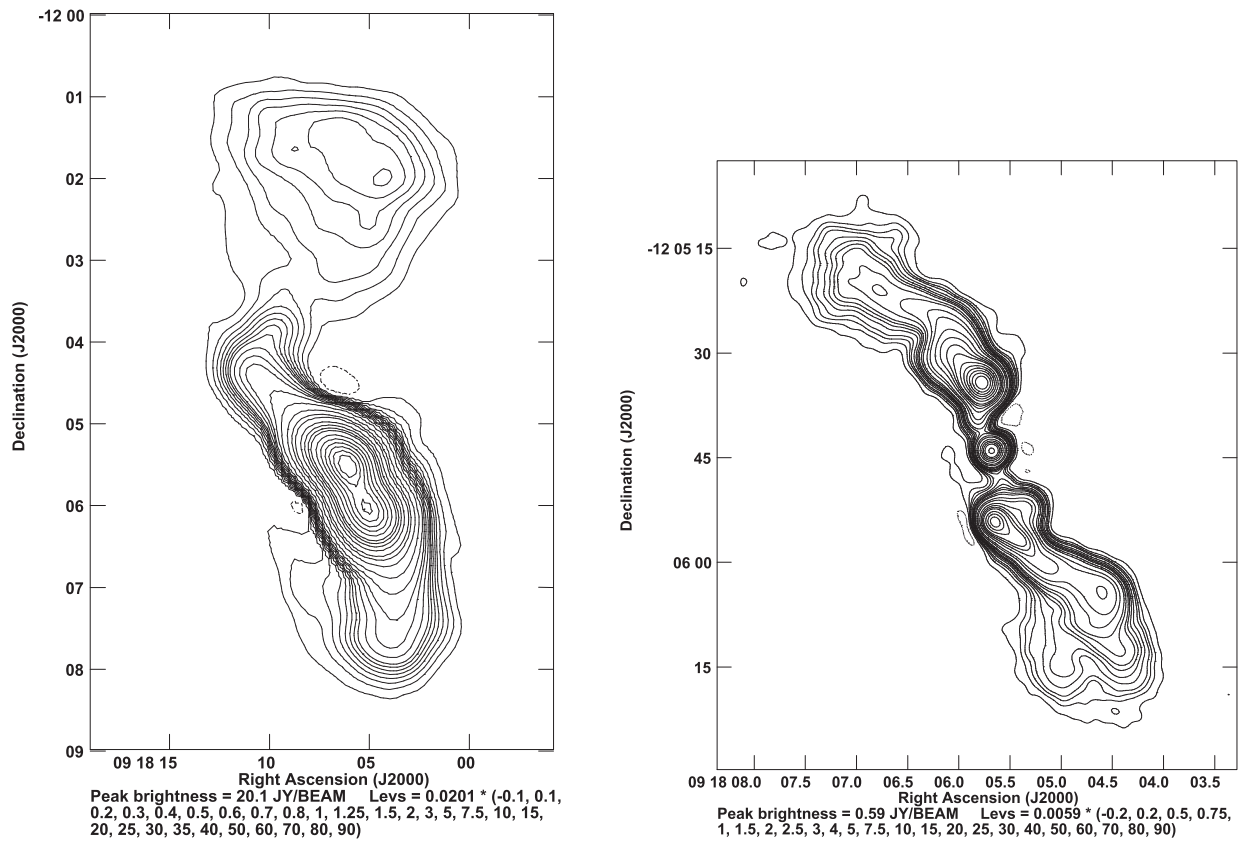 -12 00
01
02
03
04
05
06
07
08
09
Declination (J2000)
09 18 15
10
05
00
Right Ascension (J2000)
Peak brightness = 20.1 JY/BEAM Levs = 0.0201 * (-0.1, 0.1,
0.2, 0.3, 0.4, 0.5, 0.6, 0.7, 0.8, 1, 1.25, 1.5, 2, 3, 5, 7.5, 10, 15,
20, 25, 30, 35, 40, 50, 60, 70, 80, 90)
-12 05 15
30
45
06 00
15
Declination (J2000)
09 18 08.0
07.5
07.0
06.5
06.0
05.5
05.0
04.5
04.0
03.5
Right Ascension (J2000)
Peak brightness = 0.59 JY/BEAM Levs = 0.0059 * (-0.2, 0.2, 0.5, 0.75,
1, 1.5, 2, 2.5, 3, 4, 5, 7.5, 10, 15, 20, 25, 30, 40, 50, 60, 70, 80, 90)